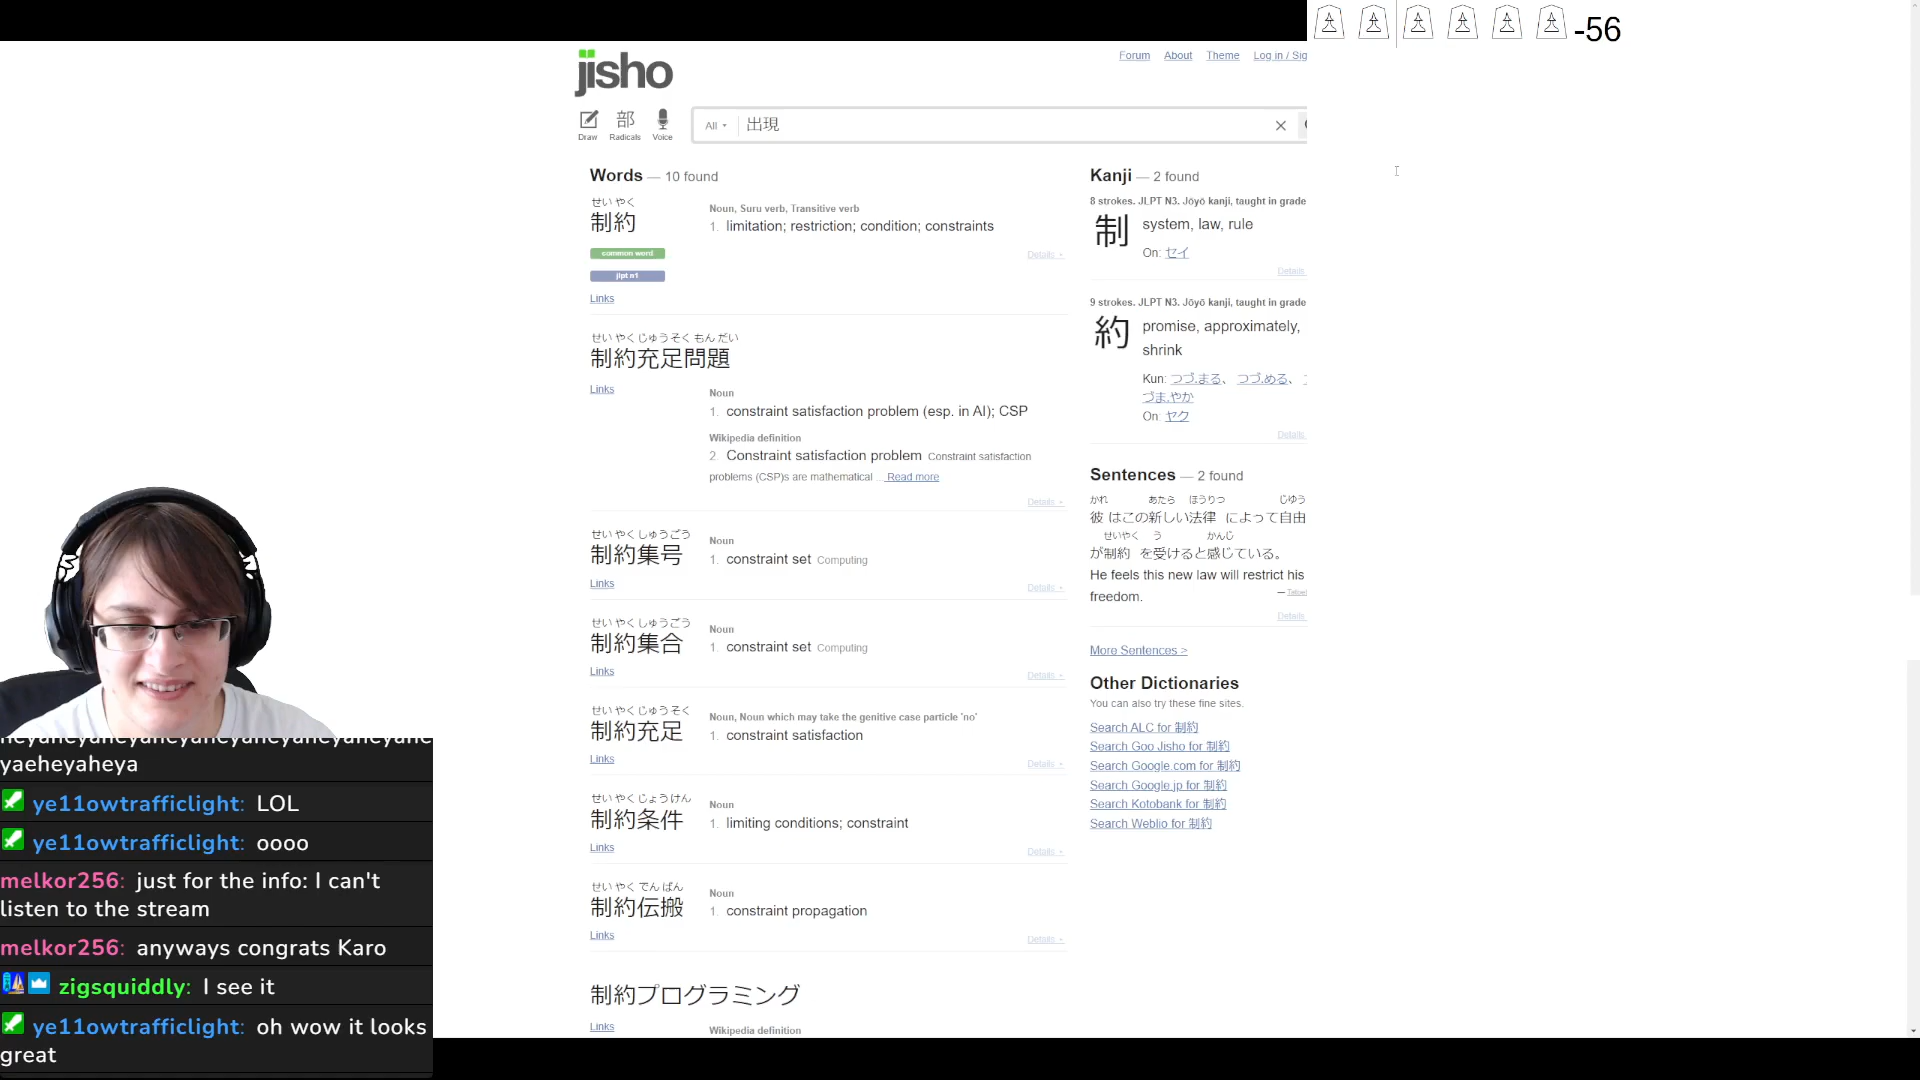 -56
jisho
Forum About Theme Log in / Sig
Draw Radicals Voice
All 出現
Words — 10 found
せいやく
制約
common word
jlpt n1
Links
Noun, Suru verb, Transitive verb
1. limitation; restriction; condition; constraints
Details
せいやくじゅうそくもんだい
制約充足問題
Links
Noun
1. constraint satisfaction problem (esp. in AI); CSP
Wikipedia definition
2. Constraint satisfaction problem Constraint satisfaction
problems (CSP)s are mathematical ... Read more
Details
せいやくしゅうごう
制約集号
Links
Noun
1. constraint set Computing
Details
せいやくしゅうごう
制約集合
Links
Noun
1. constraint set Computing
Details
せいやくじゅうそく
制約充足
Links
Noun, Noun which may take the genitive case particle 'no'
1. constraint satisfaction
Details
せいやくじょうけん
制約条件
Links
Noun
1. limiting conditions; constraint
Details
せいやくでんぱん
制約伝搬
Links
Noun
1. constraint propagation
Details
制約プログラミング
Links
Wikipedia definition
Kanji — 2 found
8 strokes. JLPT N3. Jōyō kanji, taught in grade
制
system, law, rule
On: セイ
Details
9 strokes. JLPT N3. Jōyō kanji, taught in grade
約
promise, approximately,
shrink
Kun: つづ.まる、 つづ.める、
づま.やか
On: ヤク
Details
Sentences — 2 found
かれ あたら ほうりつ じゆう
彼はこの新しい法律によって自由
せいやく う かんじ
が制約を受けると感じている。
He feels this new law will restrict his
freedom.
Details
More Sentences >
Other Dictionaries
You can also try these fine sites.
Search ALC for 制約
Search Goo Jisho for 制約
Search Google.com for 制約
Search Google.jp for 制約
Search Kotobank for 制約
Search Weblio for 制約
yaeheyaheya
ye11owtrafficlight: LOL
ye11owtrafficlight: oooo
melkor256: just for the info: I can't
listen to the stream
melkor256: anyways congrats Karo
zigsquiddly: I see it
ye11owtrafficlight: oh wow it looks
great